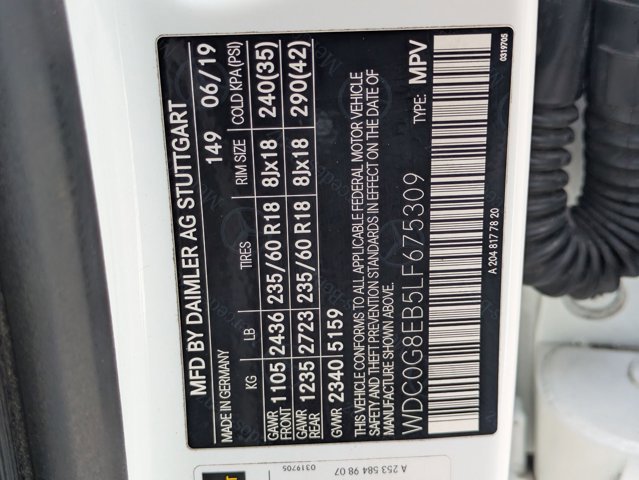 MFD BY DAIMLER AG STUTTGART
MADE IN GERMANY 149 06/19
KG LB TIRES RIM SIZE COLD KPA(PSI)
GAWR FRONT 1105 2436 235/60 R18 8Jx18 240(35)
GAWR REAR 1235 2723 235/60 R18 8Jx18 290(42)
GVWR 2340 5159
THIS VEHICLE CONFORMS TO ALL APPLICABLE FEDERAL MOTOR VEHICLE
SAFETY AND THEFT PREVENTION STANDARDS IN EFFECT ON THE DATE OF
MANUFACTURE SHOWN ABOVE.
WDC0G8EB5LF675309 TYPE: MPV
A 204 817 78 20 0319705
A 253 584 98 07
0319705